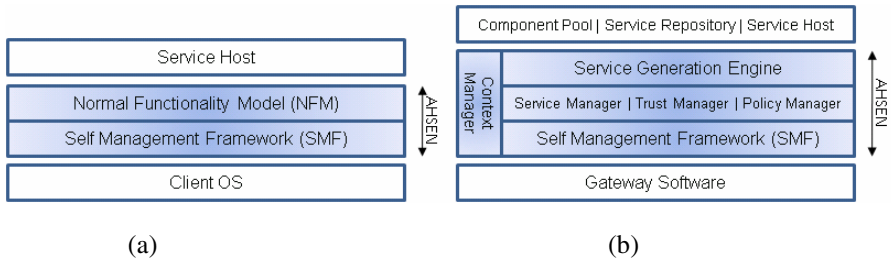 Service Host
Normal Functionality Model (NFM)
Self Management Framework (SMF)
Client OS
AHSEN
(a)
Component Pool | Service Repository | Service Host
Context Manager
Service Generation Engine
Service Manager | Trust Manager | Policy Manager
Self Management Framework (SMF)
Gateway Software
AHSEN
(b)